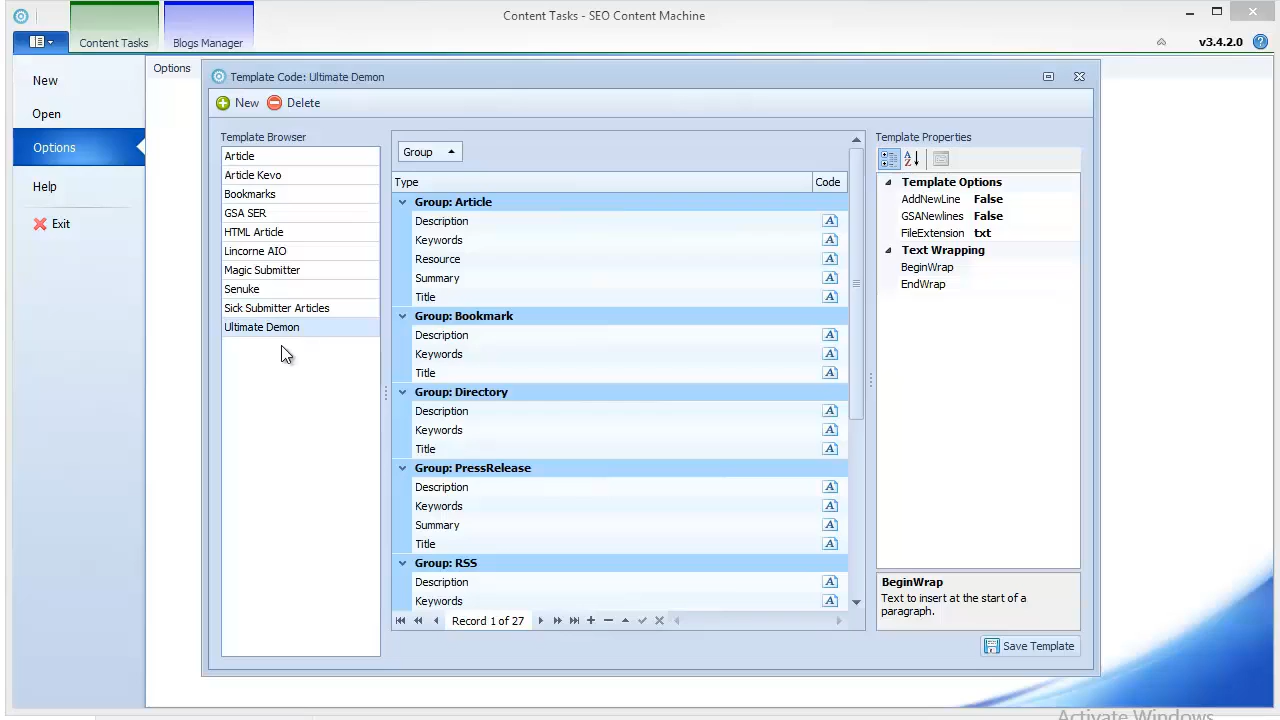 Content Tasks - SEO Content Machine
Content Tasks
Blogs Manager
v3.4.2.0
New
Open
Options
Help
Exit
Options
Template Code: Ultimate Demon
New
Delete
Template Browser
Article
Article Kevo
Bookmarks
GSA SER
HTML Article
Lincorne AIO
Magic Submitter
Senuke
Sick Submitter Articles
Ultimate Demon
Group
Type Code
Group: Article
Description
Keywords
Resource
Summary
Title
Group: Bookmark
Description
Keywords
Title
Group: Directory
Description
Keywords
Title
Group: PressRelease
Description
Keywords
Summary
Title
Group: RSS
Description
Keywords
Record 1 of 27
Template Properties
Template Options
AddNewLine False
GSANewlines False
FileExtension txt
Text Wrapping
BeginWrap
EndWrap
BeginWrap
Text to insert at the start of a
paragraph.
Save Template
Activate Windows